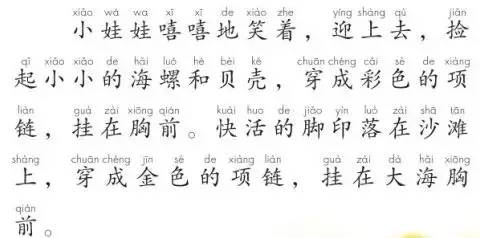 xiǎo wá wa xī xī de xiào zhe yíng shàng qù jiǎn
小娃娃嘻嘻地笑着，迎上去，捡
qǐ xiǎo xiǎo de hǎi luó hé bèi ké chuān chéng cǎi sè de xiàng
起小小的海螺和贝壳，穿成彩色的项
liàn guà zài xiōng qián kuài huo de jiǎo yìn luò zài shā tān
链，挂在胸前。快活的脚印落在沙滩
shàng chuān chéng jīn sè de xiàng liàn guà zài dà hǎi xiōng
上，穿成金色的项链，挂在大海胸
qián
前。